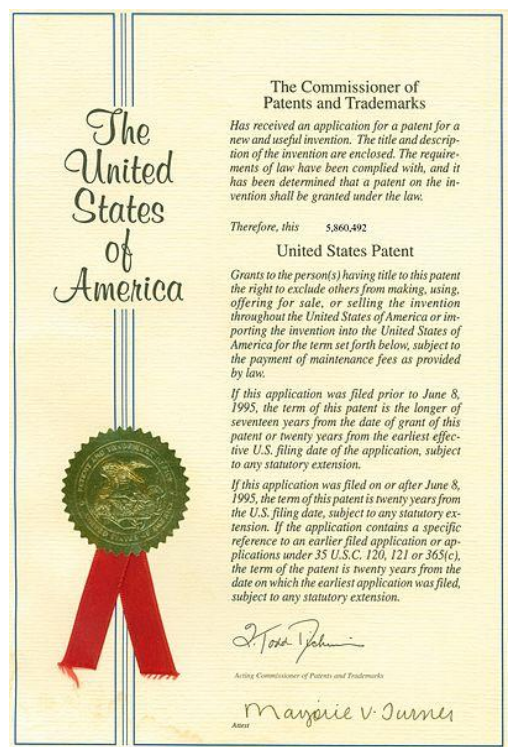 The
United
States
of
America
The Commissioner of
Patents and Trademarks
Has received an application for a patent for a
new and useful invention. The title and descrip-
tion of the invention are enclosed. The require-
ments of law have been complied with, and it
has been determined that a patent on the in-
vention shall be granted under the law.
Therefore, this 5,860,492
United States Patent
Grants to the person(s) having title to this patent
the right to exclude others from making, using,
offering for sale, or selling the invention
throughout the United States of America or im-
porting the invention into the United States of
America for the term set forth below, subject to
the payment of maintenance fees as provided
by law.
If this application was filed prior to June 8,
1995, the term of this patent is the longer of
seventeen years from the date of grant of this
patent or twenty years from the earliest effec-
tive U.S. filing date of the application, subject
to any statutory extension.
If this application was filed on or after June 8,
1995, the term of this patent is twenty years from
the U.S. filing date, subject to any statutory ex-
tension. If the application contains a specific
reference to an earlier filed application or ap-
plications under 35 U.S.C. 120, 121 or 365(c),
the term of the patent is twenty years from the
date on which the earliest application was filed,
subject to any statutory extension.
Todd
Acting Commissioner of Patents and Trademarks
Marjorie V. Turner
Attest